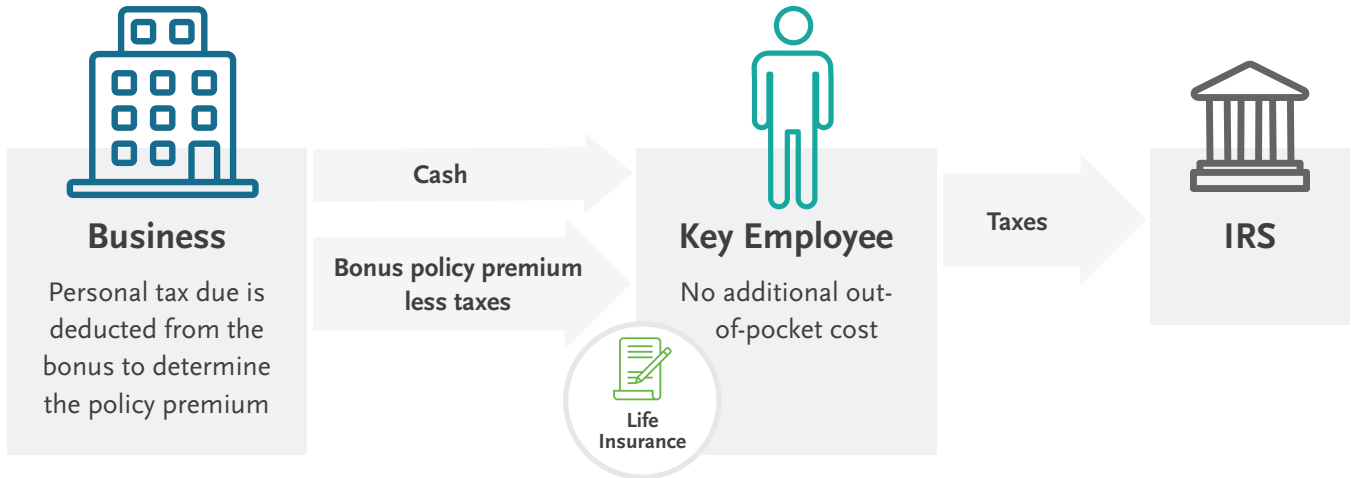 Business
Personal tax due is
deducted from the
bonus to determine
the policy premium
Cash
Bonus policy premium
less taxes
Life
Insurance
Key Employee
No additional out-
of-pocket cost
Taxes
IRS